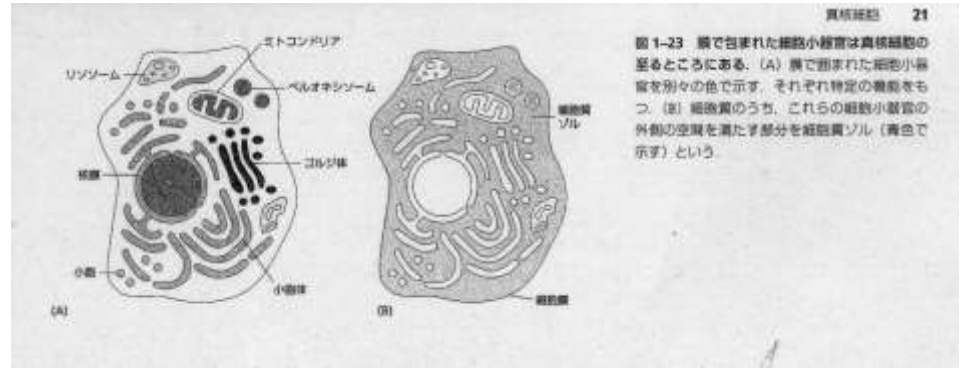 真核細胞 21
図 1–23 膜で包まれた細胞小器官は真核細胞の
至るところにある. (A) 膜で囲まれた細胞小器
官を別々の色で示す. それぞれ特定の機能をも
つ. (B) 細胞質のうち, これらの細胞小器官の
外側の空間を満たす部分を細胞質ゾル (青色で
示す) という.
ミトコンドリア
リソソーム
ペルオキシソーム
細胞質
ゾル
ゴルジ体
核膜
小胞
小胞体
細胞膜
(A)
(B)